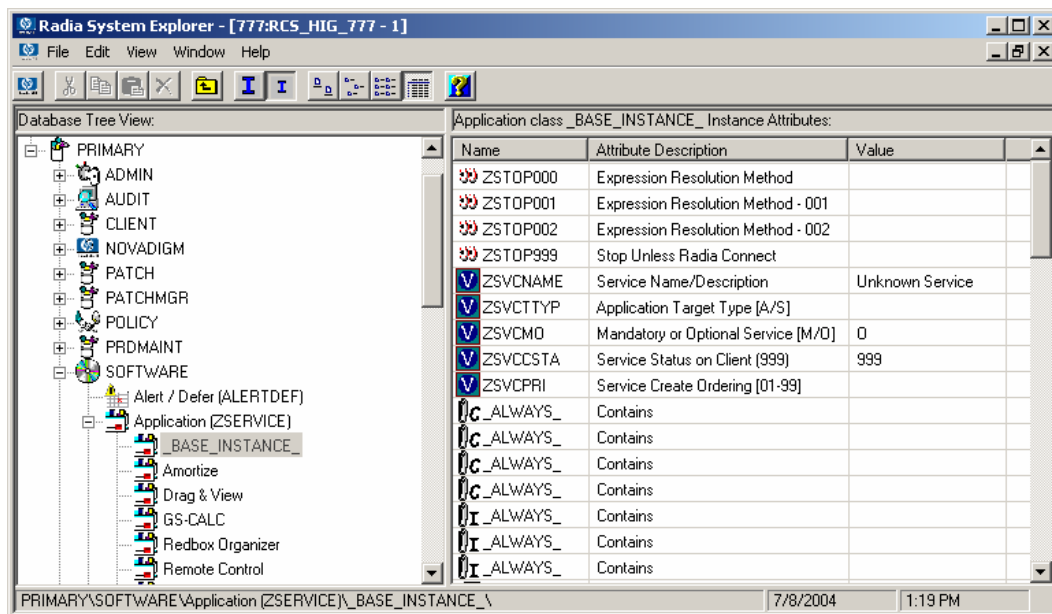 Radia System Explorer - [777:RCS_HIG_777 - 1]
File Edit View Window Help
Database Tree View:
PRIMARY
ADMIN
AUDIT
CLIENT
NOVADIGM
PATCH
PATCHMGR
POLICY
PRDMAINT
SOFTWARE
Alert / Defer (ALERTDEF)
Application (ZSERVICE)
_BASE_INSTANCE_
Amortize
Drag & View
GS-CALC
Redbox Organizer
Remote Control
Application class _BASE_INSTANCE_ Instance Attributes:
Name Attribute Description Value
ZSTOP000 Expression Resolution Method
ZSTOP001 Expression Resolution Method - 001
ZSTOP002 Expression Resolution Method - 002
ZSTOP999 Stop Unless Radia Connect
V ZSVCNAME Service Name/Description Unknown Service
V ZSVCTTYP Application Target Type [A/S]
V ZSVCMO Mandatory or Optional Service [M/O] O
V ZSVCCSTA Service Status on Client (999) 999
V ZSVCPRI Service Create Ordering [01-99]
C _ALWAYS_ Contains
C _ALWAYS_ Contains
C _ALWAYS_ Contains
C _ALWAYS_ Contains
I _ALWAYS_ Contains
I _ALWAYS_ Contains
I _ALWAYS_ Contains
PRIMARY\SOFTWARE\Application (ZSERVICE)\_BASE_INSTANCE_\ 7/8/2004 1:19 PM